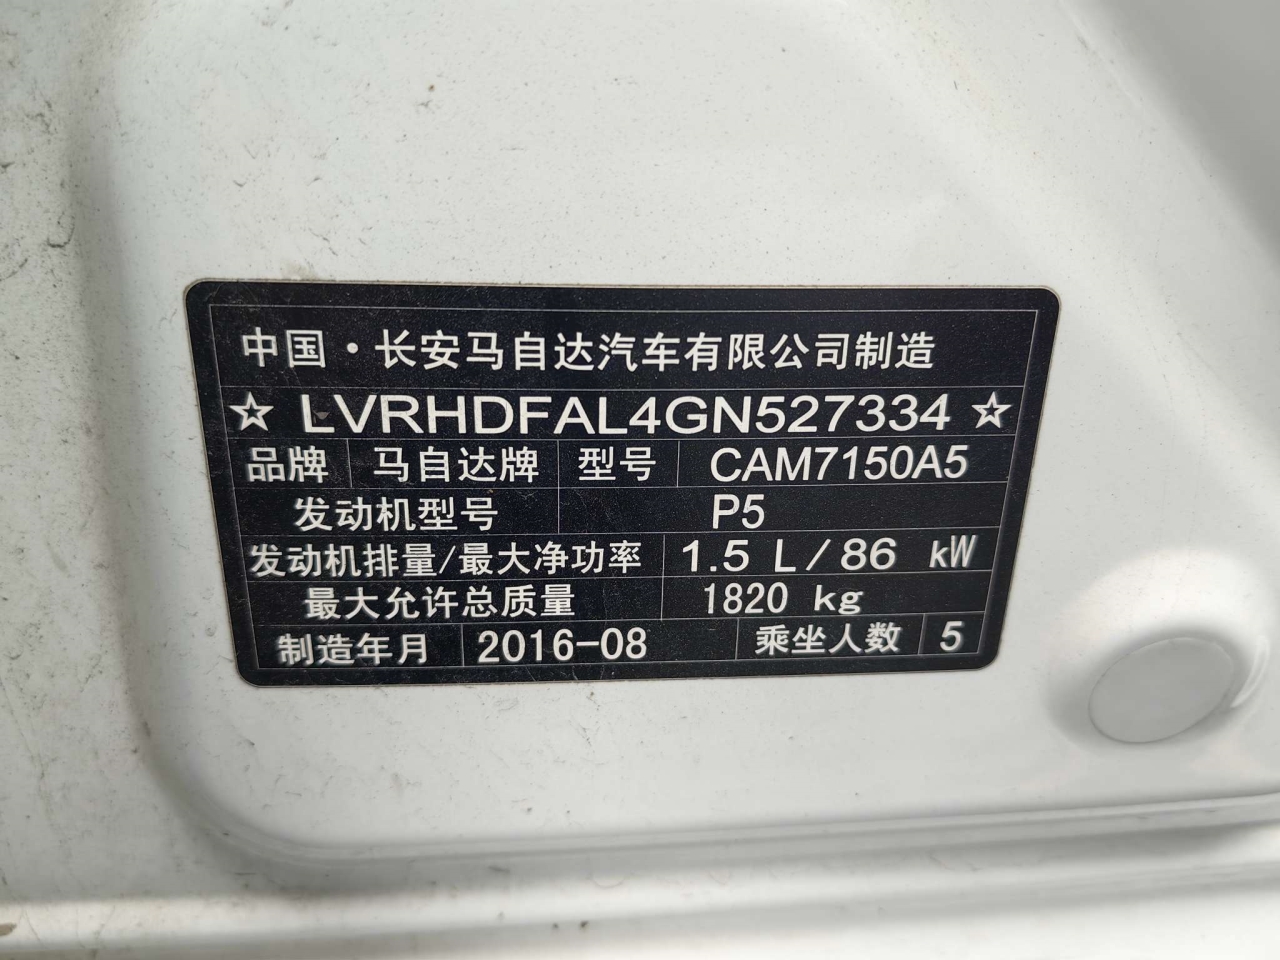 中国·长安马自达汽车有限公司制造
☆ LVRHDFAL4GN527334 ☆
品牌 马自达牌 型号 CAM7150A5
发动机型号 P5
发动机排量/最大净功率 1.5 L/86 kW
最大允许总质量 1820 kg
制造年月 2016-08 乘坐人数 5